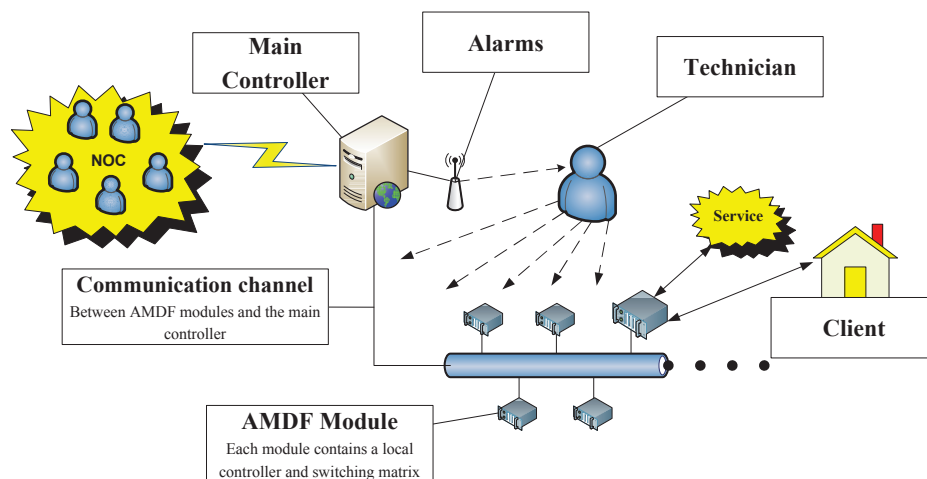 Main
Controller
Alarms
Technician
NOC
Service
Communication channel
Between AMDF modules and the main
controller
Client
AMDF Module
Each module contains a local
controller and switching matrix